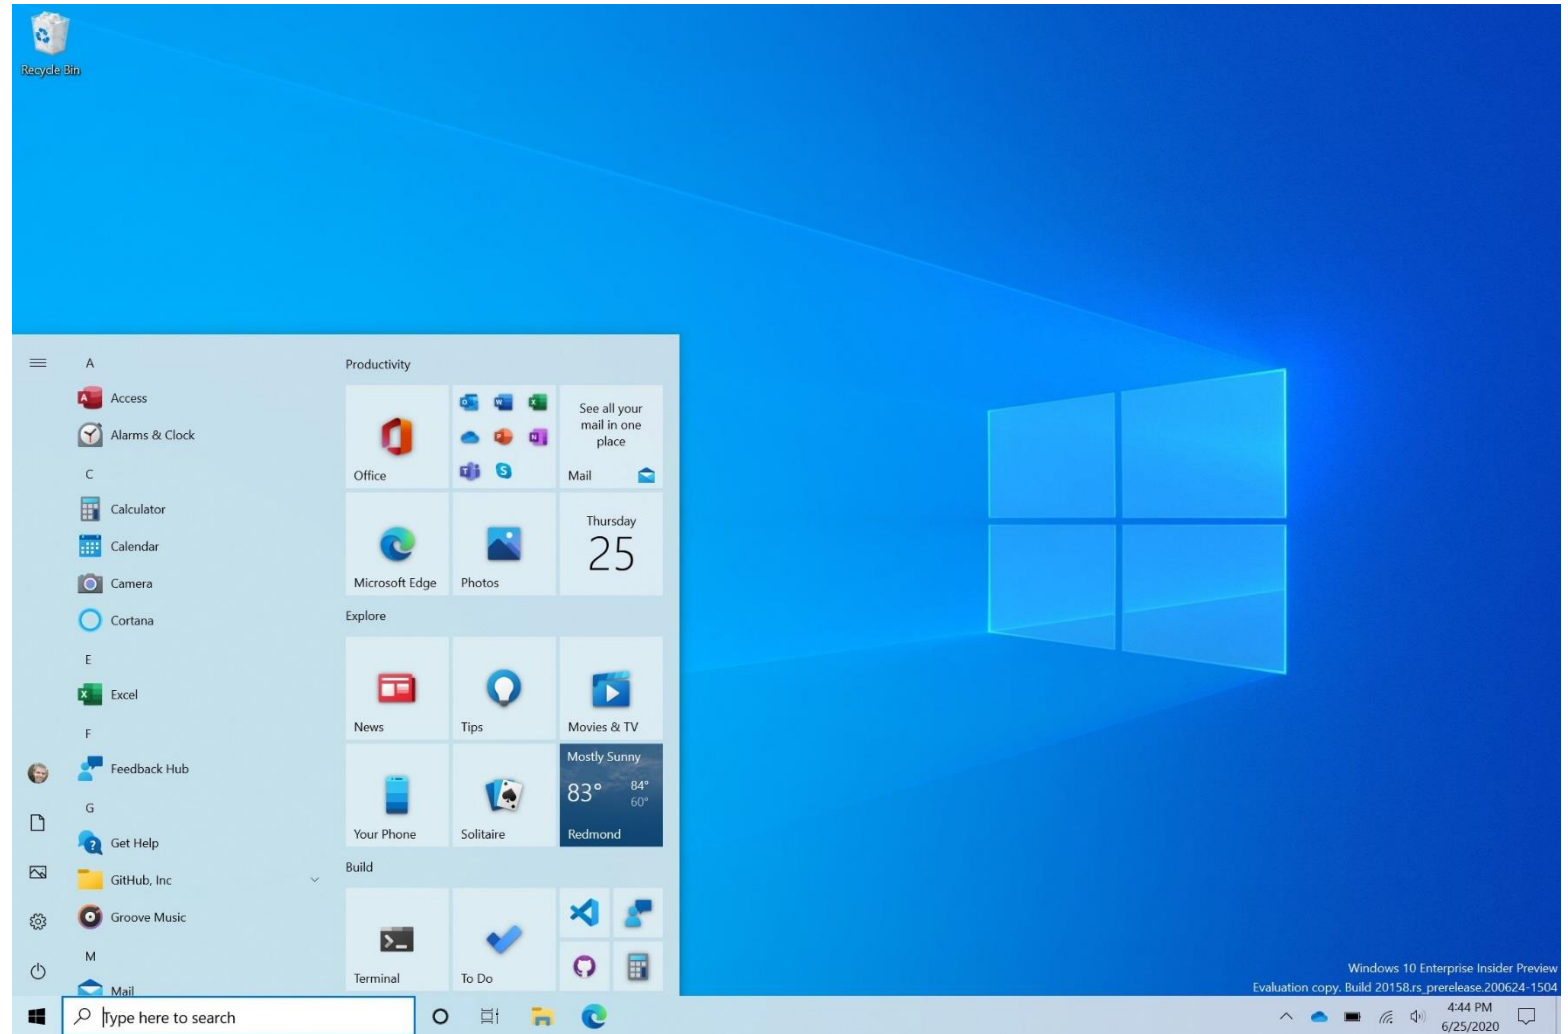 Recycle Bin
A
Access
Alarms & Clock
C
Calculator
Calendar
Camera
Cortana
E
Excel
F
Feedback Hub
G
Get Help
GitHub, Inc
Groove Music
M
Mail
Productivity
Office
See all your
mail in one
place
Mail
Microsoft Edge
Photos
Thursday
25
Explore
News
Tips
Movies & TV
Your Phone
Solitaire
Mostly Sunny
83°
84°
60°
Redmond
Build
Terminal
To Do
Windows 10 Enterprise Insider Preview
Evaluation copy. Build 20158.rs_prerelease.200624-1504
Type here to search
4:44 PM
6/25/2020